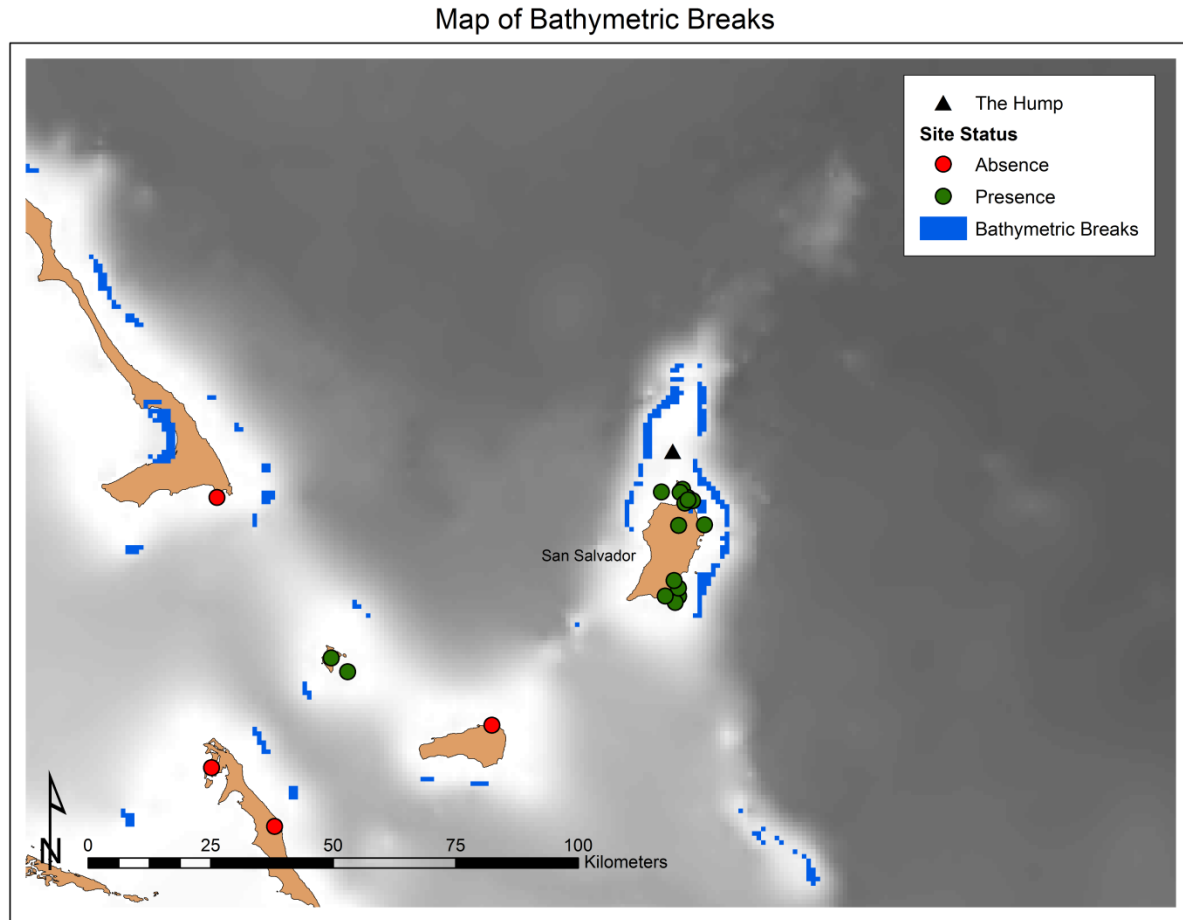 Map of Bathymetric Breaks
The Hump
Site Status
Absence
Presence
Bathymetric Breaks
San Salvador
N
0 25 50 75 100
Kilometers